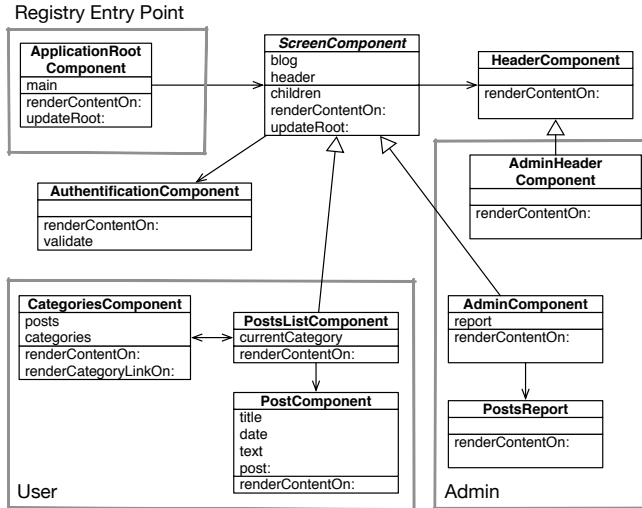 Registry Entry Point
ApplicationRoot
Component
main
renderContentOn:
updateRoot:
ScreenComponent
blog
header
children
renderContentOn:
updateRoot:
HeaderComponent
renderContentOn:
AdminHeader
Component
renderContentOn:
AuthentificationComponent
renderContentOn:
validate
CategoriesComponent
posts
categories
renderContentOn:
renderCategoryLinkOn:
PostsListComponent
currentCategory
renderContentOn:
PostComponent
title
date
text
post:
renderContentOn:
User
AdminComponent
report
renderContentOn:
PostsReport
renderContentOn:
Admin